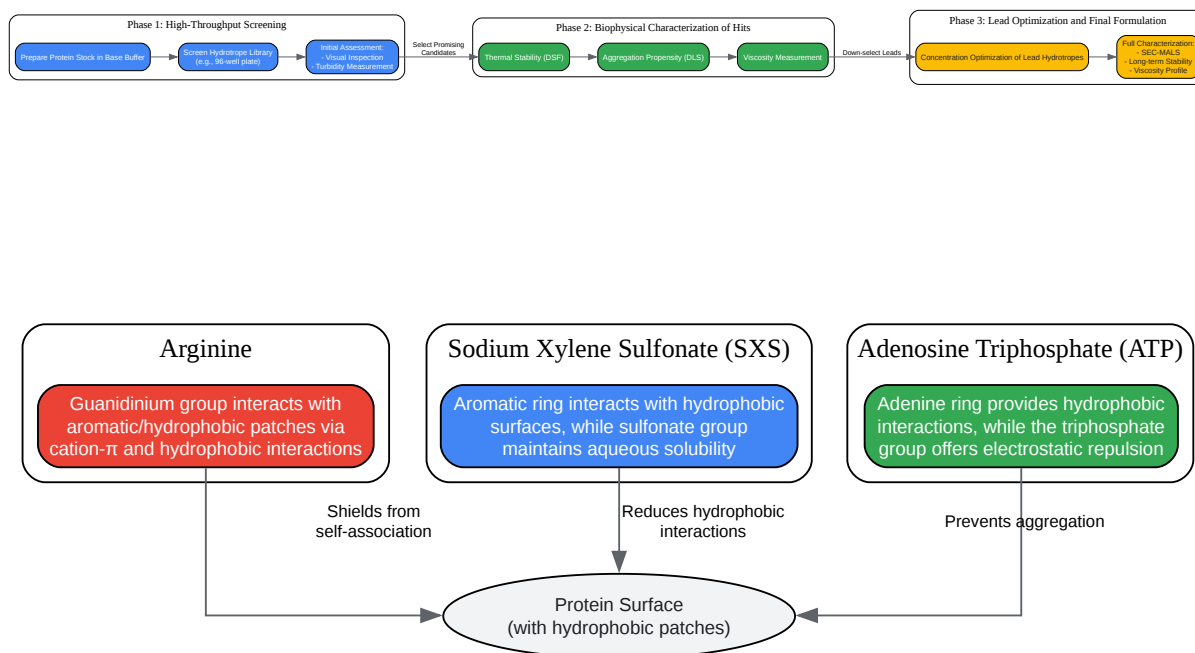 Phase 1: High-Throughput Screening
Prepare Protein Stock in Base Buffer
Screen Hydrotrope Library
(e.g., 96-well plate)
Initial Assessment:
- Visual Inspection
- Turbidity Measurement
Select Promising
Candidates
Phase 2: Biophysical Characterization of Hits
Thermal Stability (DSF)
Aggregation Propensity (DLS)
Viscosity Measurement
Down-select Leads
Phase 3: Lead Optimization and Final Formulation
Concentration Optimization of Lead Hydrotropes
Full Characterization:
- SEC-MALS
- Long-term Stability
- Viscosity Profile
Arginine
Guanidinium group interacts with
aromatic/hydrophobic patches via
cation-π and hydrophobic interactions
Sodium Xylene Sulfonate (SXS)
Aromatic ring interacts with hydrophobic
surfaces, while sulfonate group
maintains aqueous solubility
Adenosine Triphosphate (ATP)
Adenine ring provides hydrophobic
interactions, while the triphosphate
group offers electrostatic repulsion
Shields from
self-association
Reduces hydrophobic
interactions
Prevents aggregation
Protein Surface
(with hydrophobic patches)